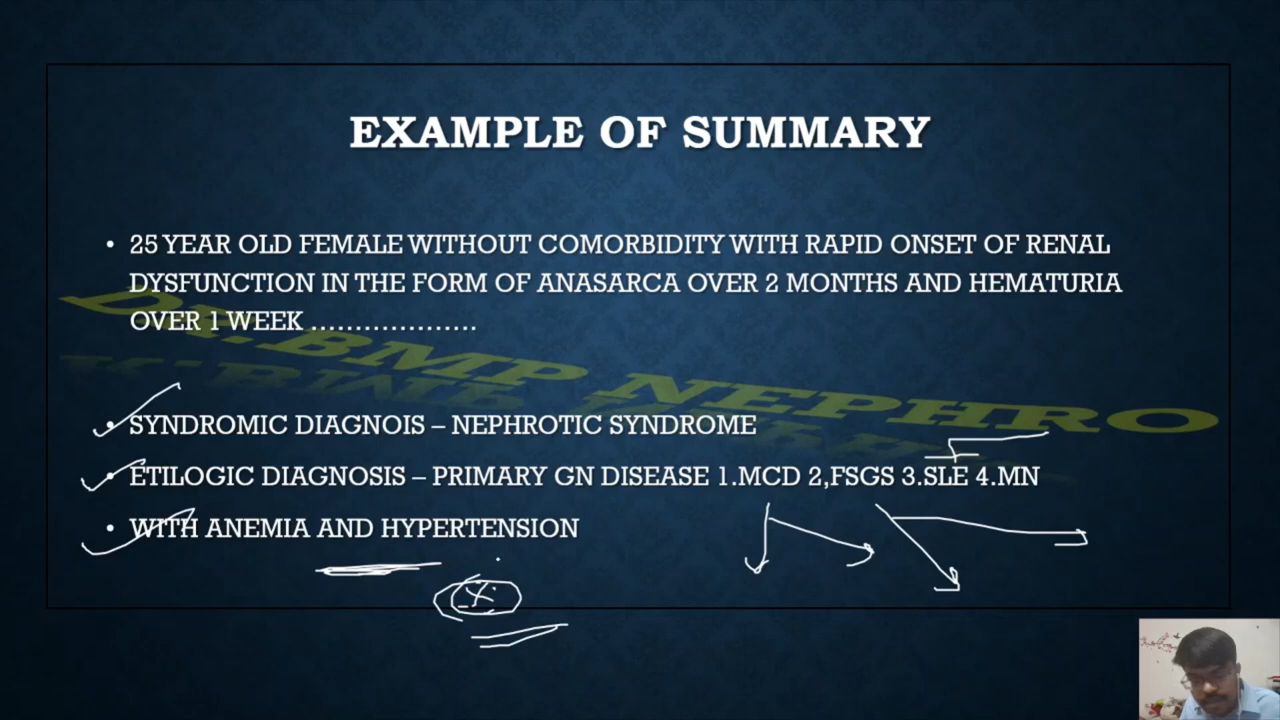 EXAMPLE OF SUMMARY
• 25 YEAR OLD FEMALE WITHOUT COMORBIDITY WITH RAPID ONSET OF RENAL
DYSFUNCTION IN THE FORM OF ANASARCA OVER 2 MONTHS AND HEMATURIA
OVER 1 WEEK ...................
DR.BMP NEPHRO
• SYNDROMIC DIAGNOIS – NEPHROTIC SYNDROME
• ETILOGIC DIAGNOSIS – PRIMARY GN DISEASE 1.MCD 2,FSGS 3.SLE 4.MN
• WITH ANEMIA AND HYPERTENSION